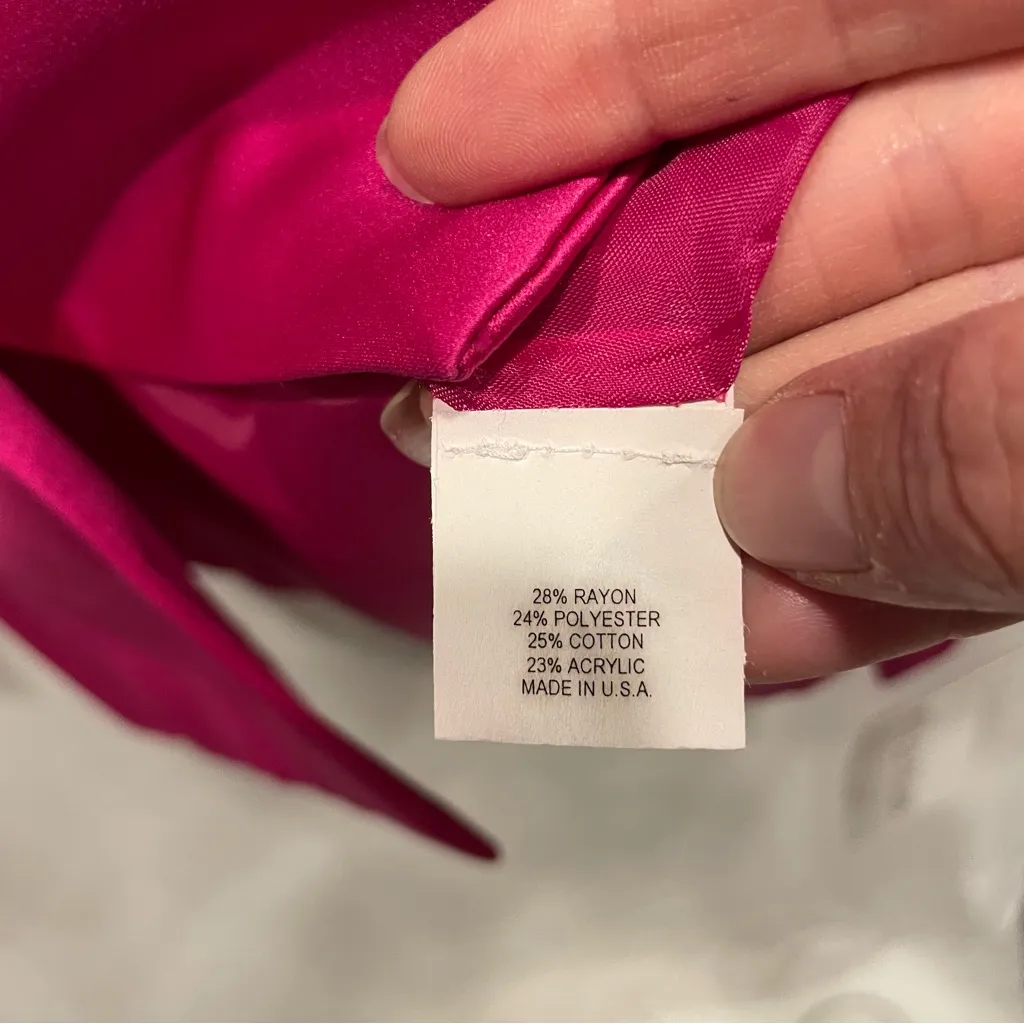 28% RAYON
24% POLYESTER
25% COTTON
23% ACRYLIC
MADE IN U.S.A.